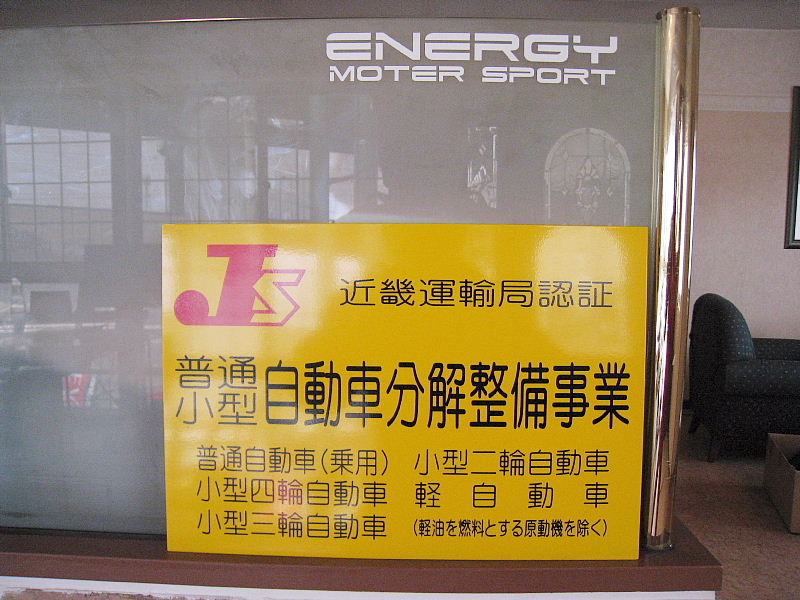 ENERGY
MOTER SPORT
JS 近畿運輸局認証
普通
小型 自動車分解整備事業
普通自動車(乗用) 小型二輪自動車
小型四輪自動車 軽自動車
小型三輪自動車 (軽油を燃料とする原動機を除く)